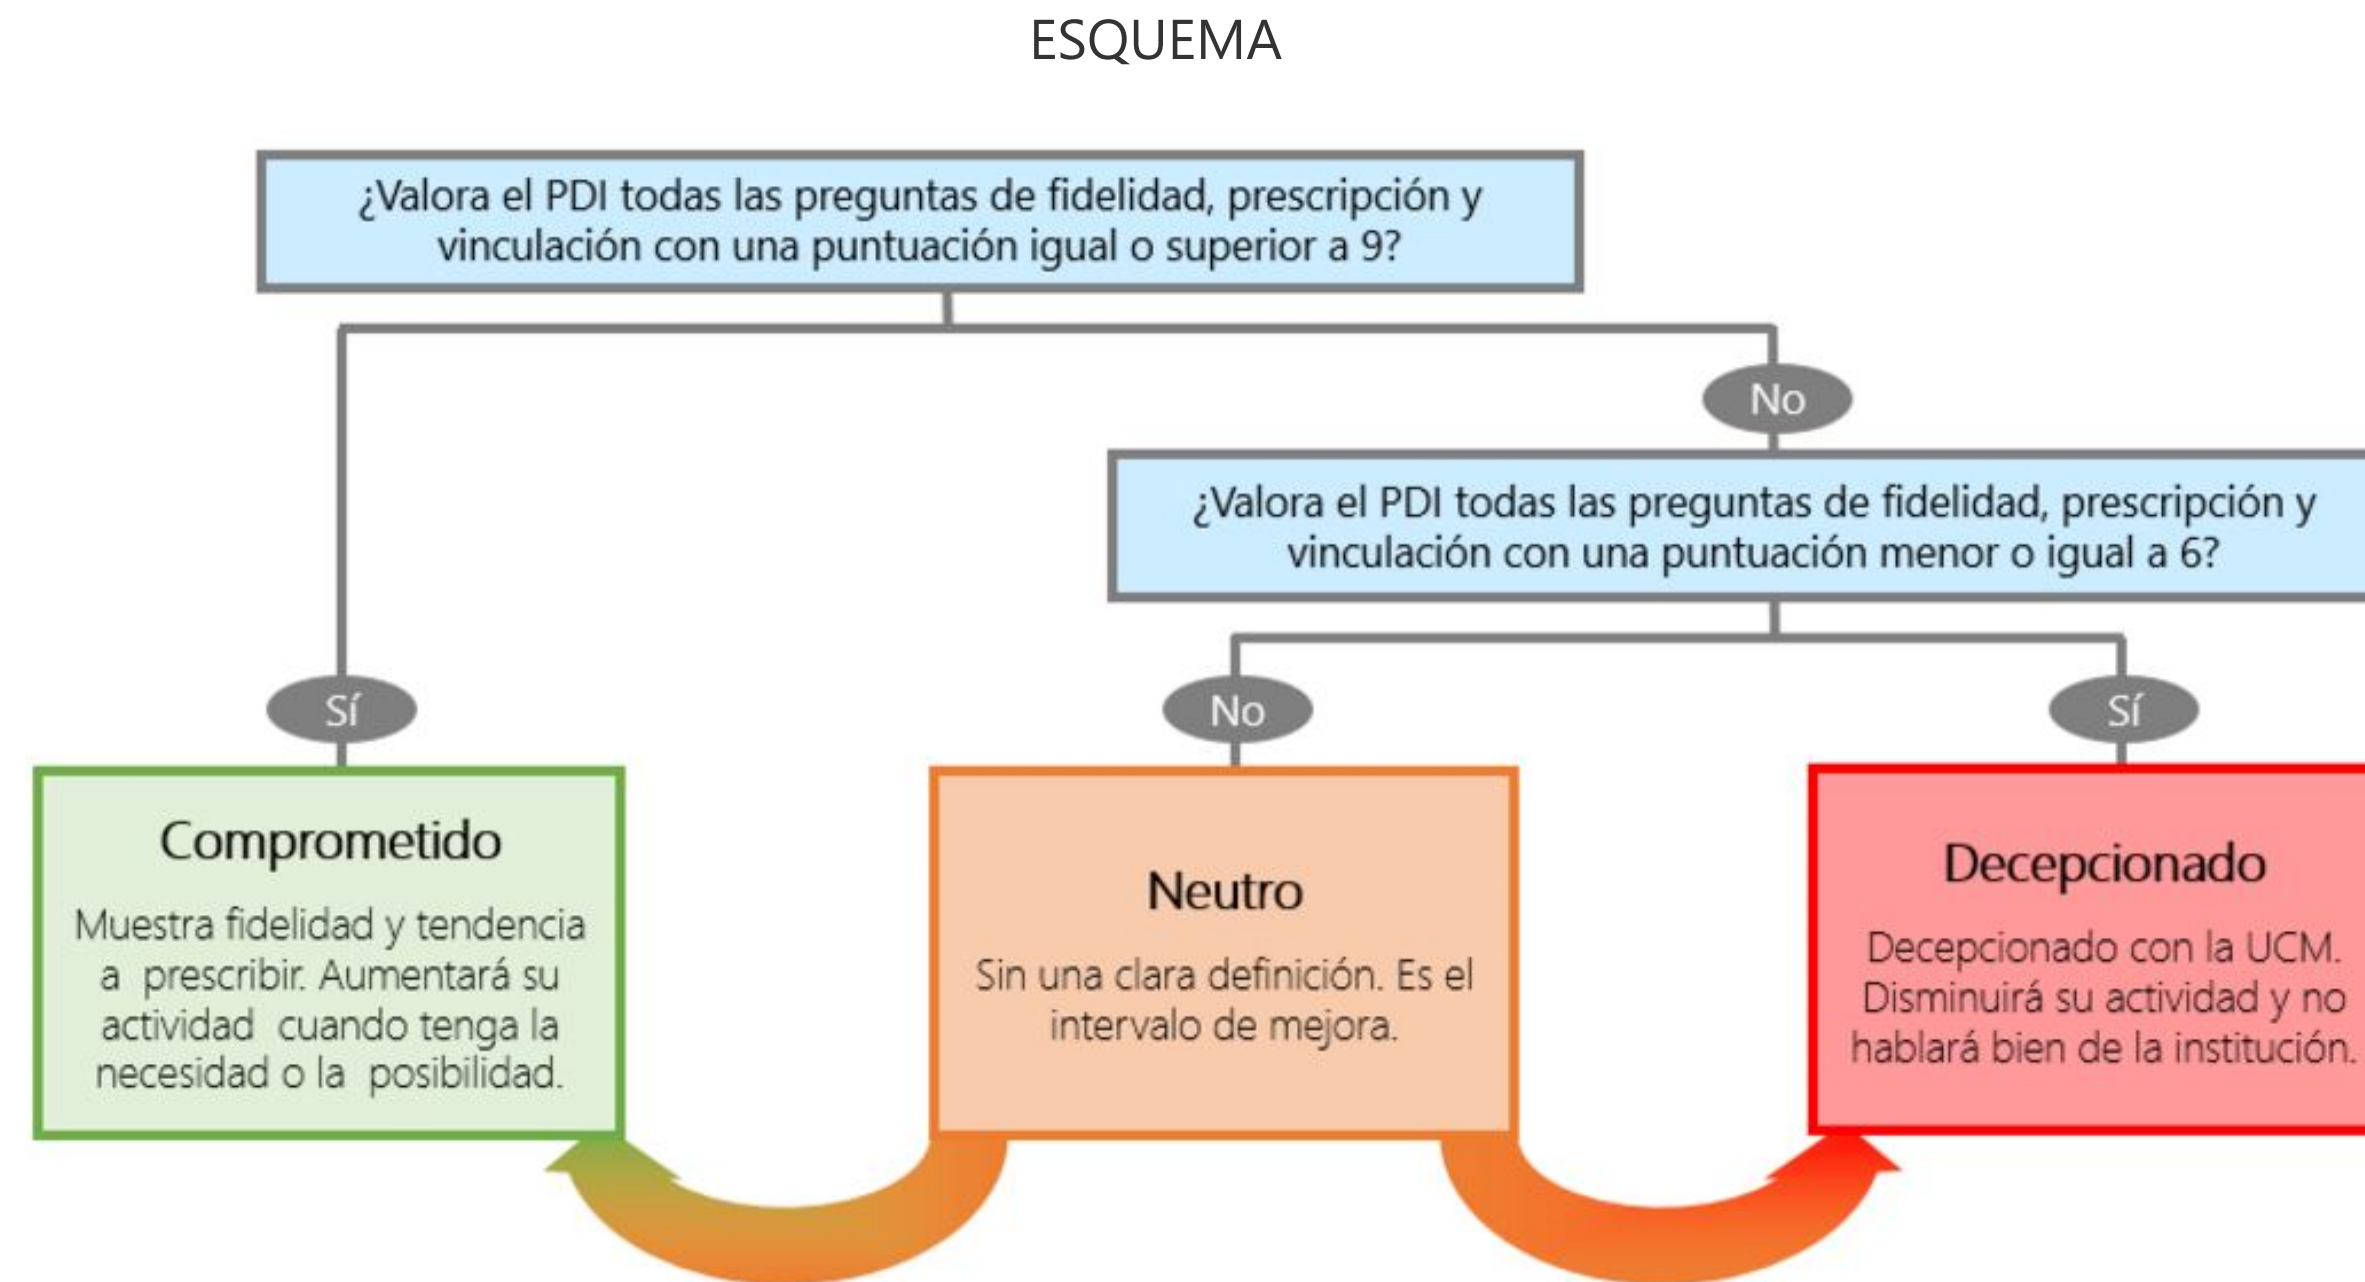 ESQUEMA
¿Valora el PDI todas las preguntas de fidelidad, prescripción y
vinculación con una puntuación igual o superior a 9?
No
¿Valora el PDI todas las preguntas de fidelidad, prescripción y
vinculación con una puntuación menor o igual a 6?
Sí
No
Sí
Comprometido
Muestra fidelidad y tendencia
a prescribir. Aumentará su
actividad cuando tenga la
necesidad o la posibilidad.
Neutro
Sin una clara definición. Es el
intervalo de mejora.
Decepcionado
Decepcionado con la UCM.
Disminuirá su actividad y no
hablará bien de la institución.